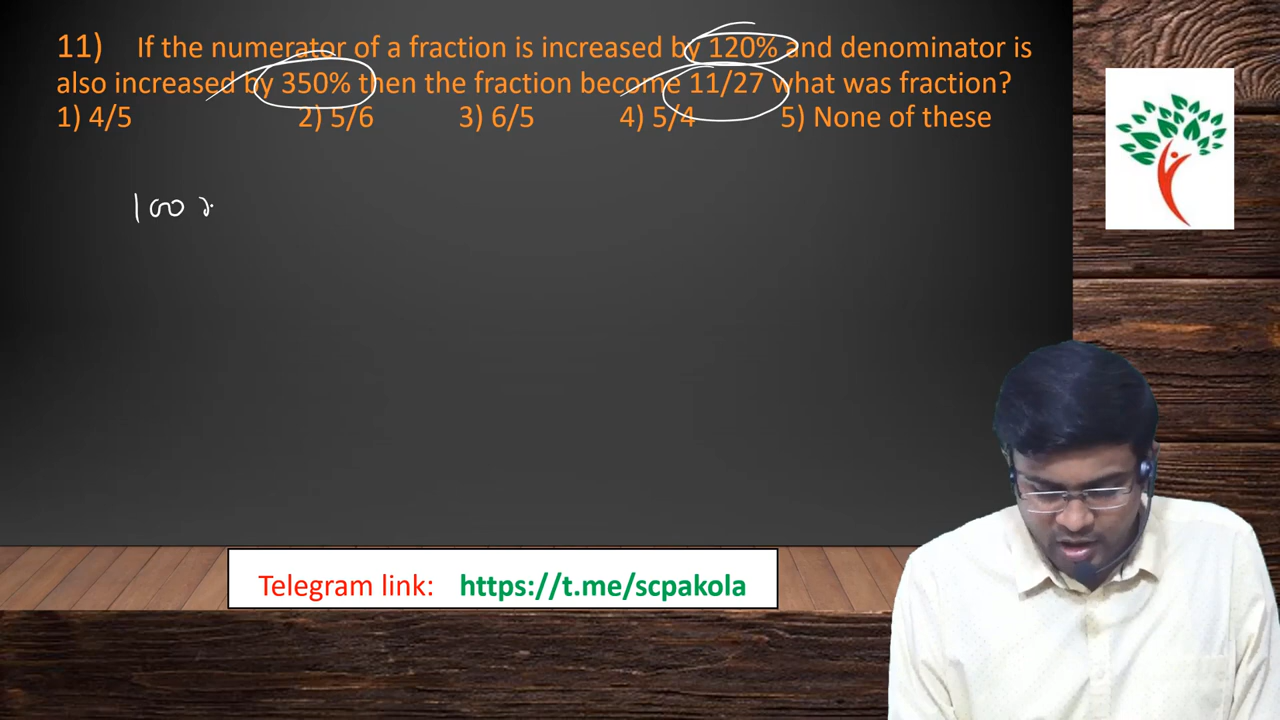 11) If the numerator of a fraction is increased by 120% and denominator is
also increased by 350% then the fraction become 11/27 what was fraction?
1) 4/5 2) 5/6 3) 6/5 4) 5/4 5) None of these
100 x
Telegram link: https://t.me/scpakola